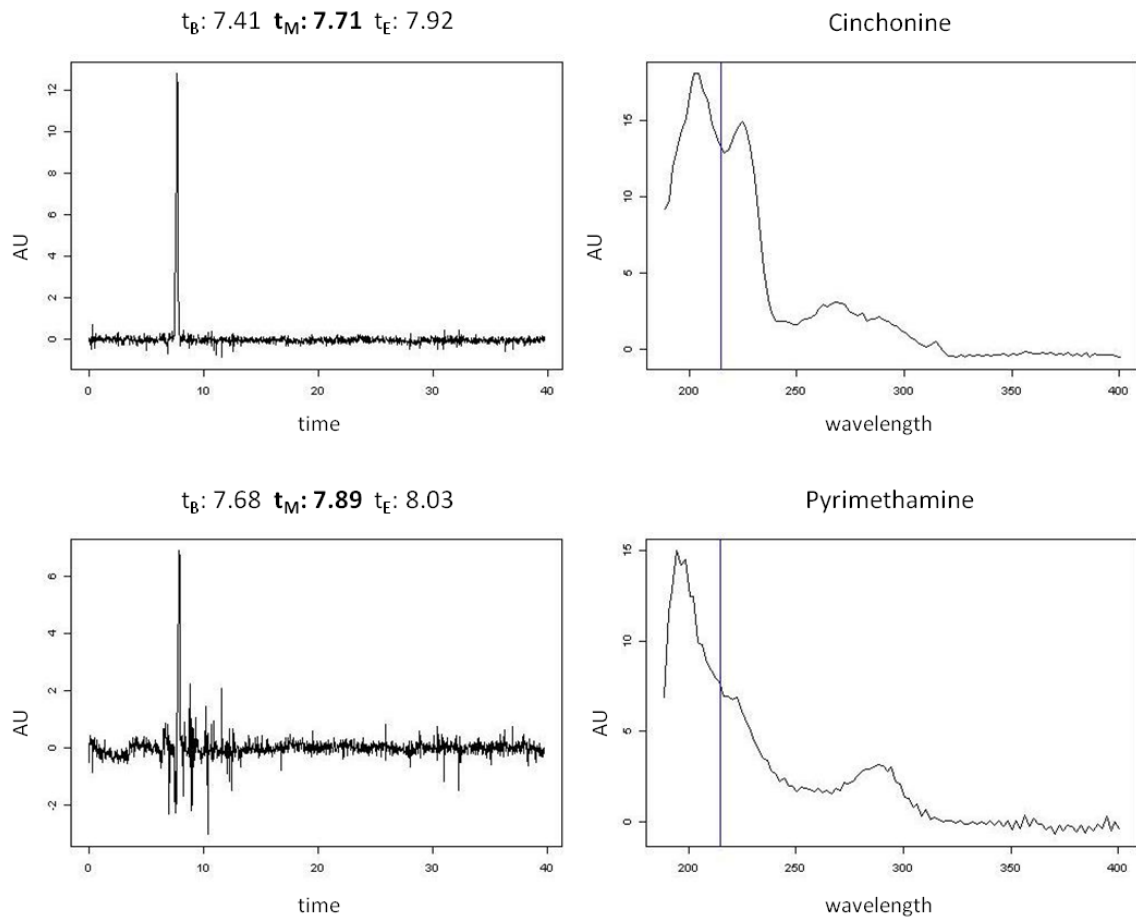 t_B: 7.41 t_M: 7.71 t_E: 7.92
Cinchonine
12
10
8
6
4
2
0
AU
0 10 20 30 40
time
15
10
5
0
AU
200 250 300 350 400
wavelength
t_B: 7.68 t_M: 7.89 t_E: 8.03
Pyrimethamine
6
4
2
0
-2
AU
0 10 20 30 40
time
15
10
5
0
AU
200 250 300 350 400
wavelength